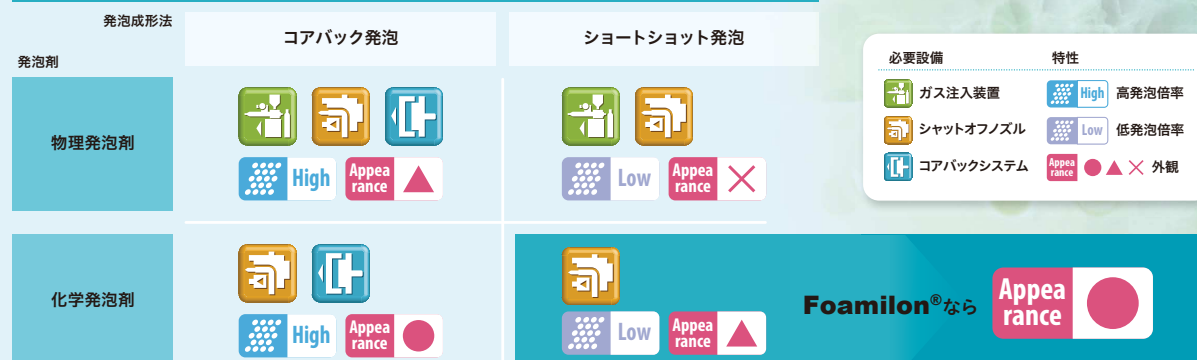 発泡成形法
発泡剤
コアバック発泡
ショートショット発泡
物理発泡剤
High
Appea
rance
Low
Appea
rance
化学発泡剤
High
Appea
rance
Low
Appea
rance
Foamilon®なら
Appea
rance
必要設備
特性
ガス注入装置
High 高発泡倍率
シャットオフノズル
Low 低発泡倍率
コアバックシステム
Appea
rance
外観